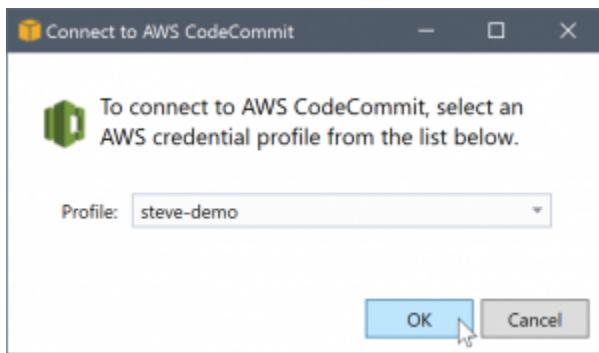 Connect to AWS CodeCommit
To connect to AWS CodeCommit, select an
AWS credential profile from the list below.
Profile: steve-demo
OK Cancel